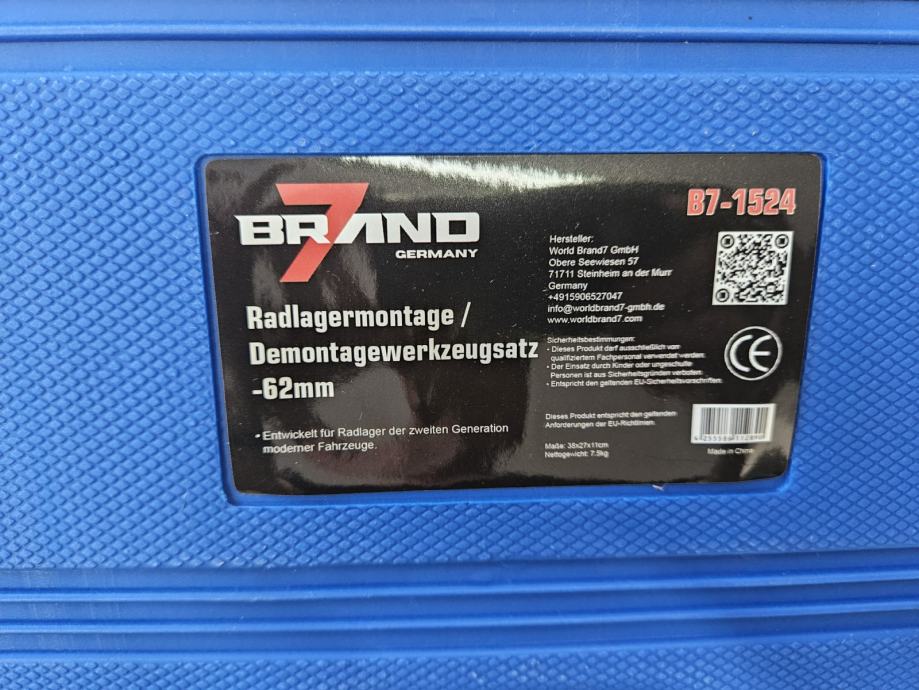 7
BRAND
GERMANY
Radlagermontage /
Demontagewerkzeugsatz
-62mm
- Entwickelt für Radlager der zweiten Generation
moderner Fahrzeuge.
B7-1524
Hersteller:
World Brand7 GmbH
Obere Seewiesen 57
71711 Steinheim an der Murr
Germany
+4915906527047
info@worldbrand7-gmbh.de
www.worldbrand7.com
Sicherheitsbestimmungen:
- Dieses Produkt darf ausschließlich vom
qualifiziertem Fachpersonal verwendet werden.
- Der Einsatz durch Kinder oder ungeschulte
Personen ist aus Sicherheitsgründen verboten.
- Entspricht den geltenden EU-Sicherheitsvorschriften.
CE
Dieses Produkt entspricht den geltenden
Anforderungen der EU-Richtlinien.
Maße: 38x27x11cm
Nettogewicht: 7.5kg
Made in China